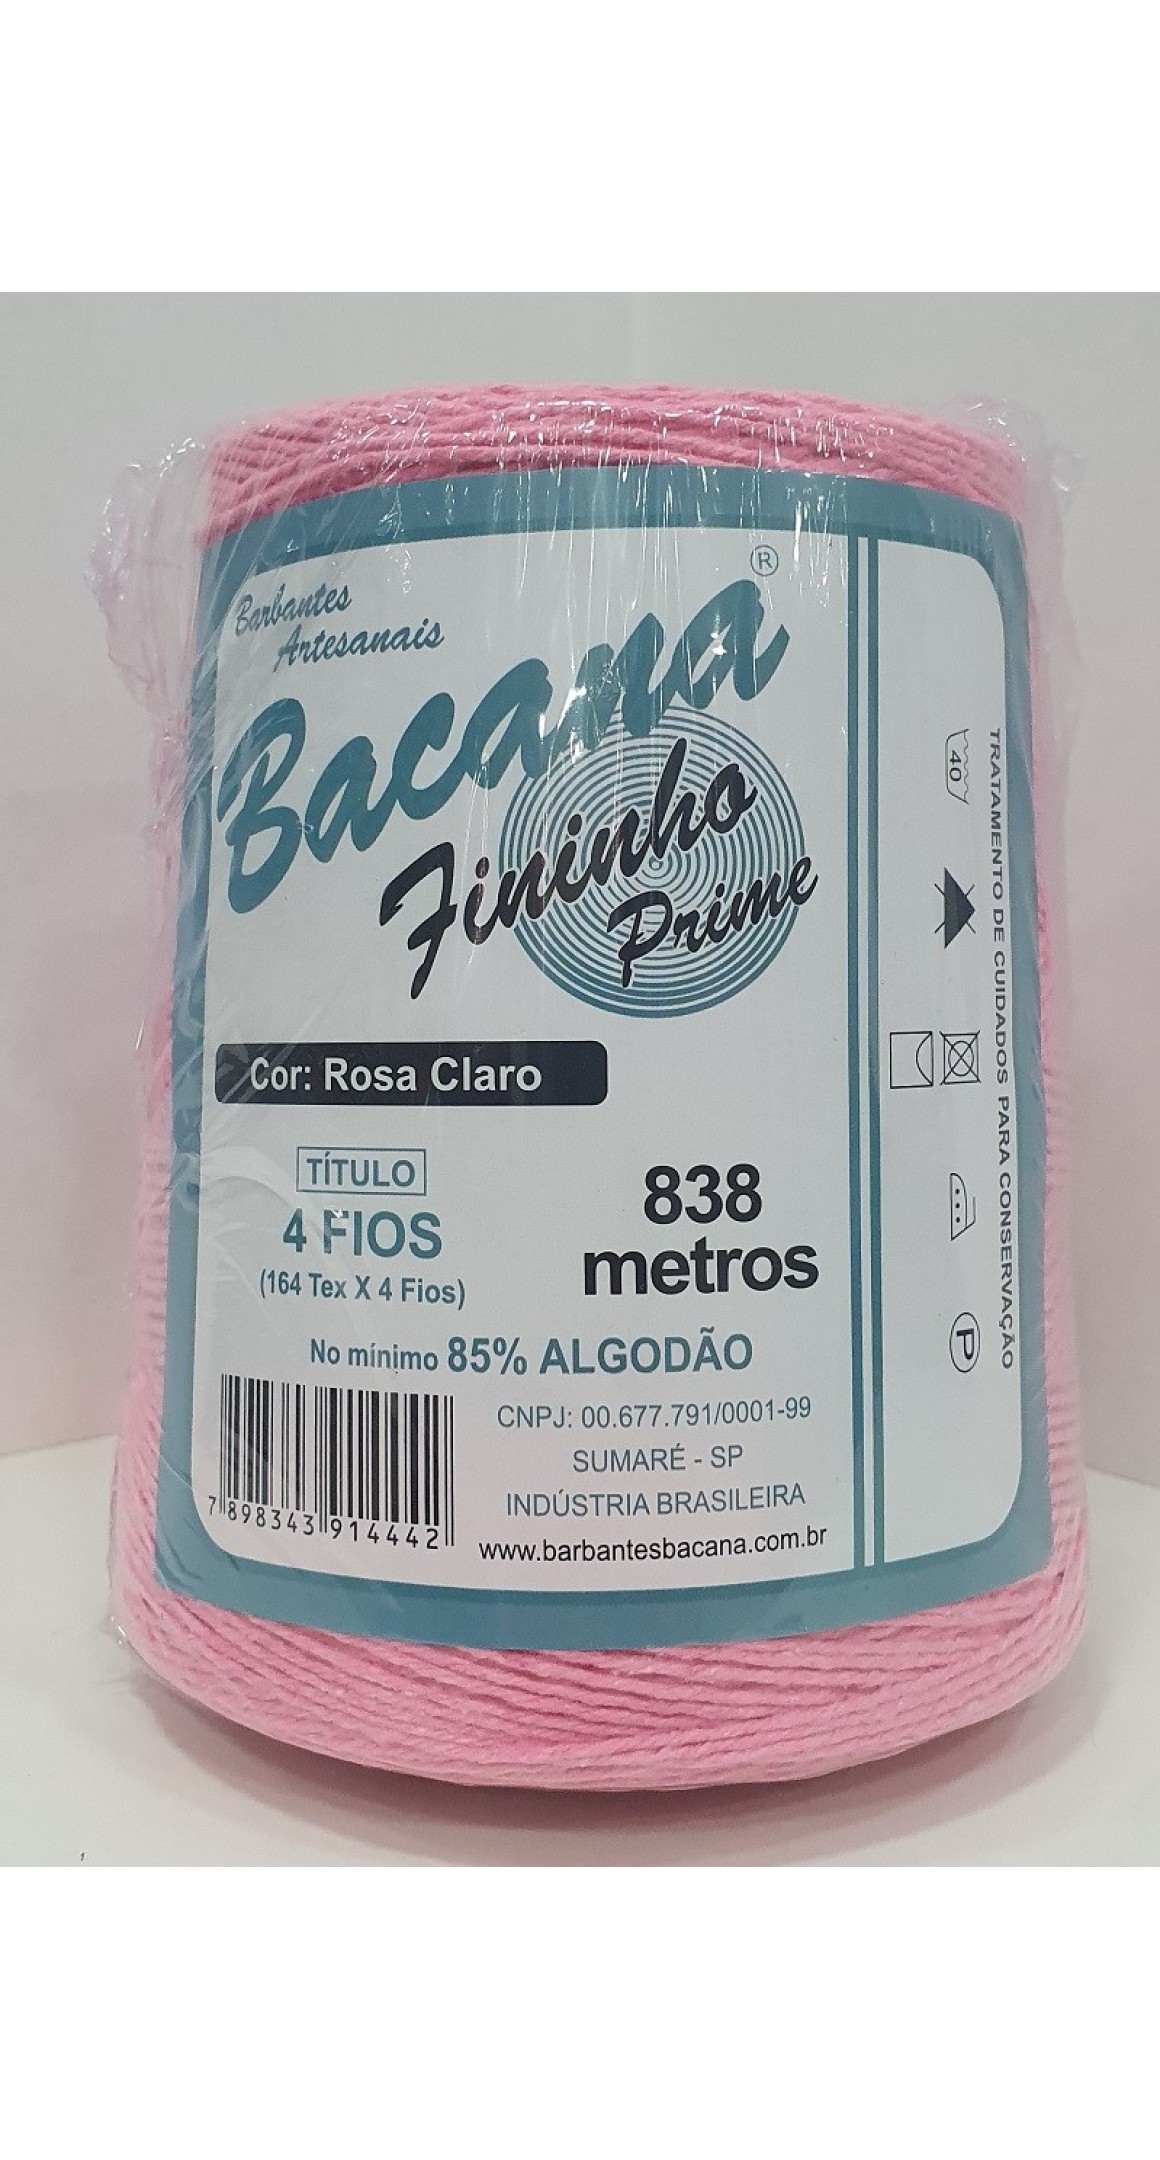 Barbantes
Artesanais
Bacana ®
Fininho
Prime
Cor: Rosa Claro
TÍTULO
4 FIOS
(164 Tex X 4 Fios)
838
metros
No mínimo 85% ALGODÃO
7 898343 914442
CNPJ: 00.677.791/0001-99
SUMARÉ - SP
INDÚSTRIA BRASILEIRA
www.barbantesbacana.com.br
TRATAMENTO DE CUIDADOS PARA CONSERVAÇÃO
40
P
1